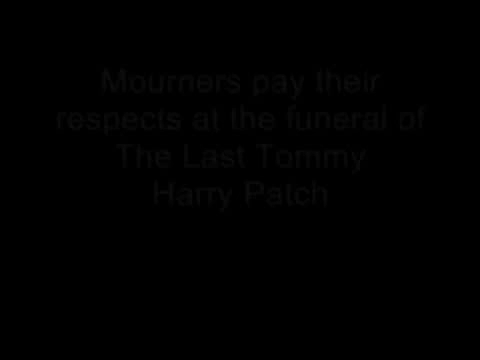 Mourners pay their
respects at the funeral of
The Last Tommy
Harry Patch